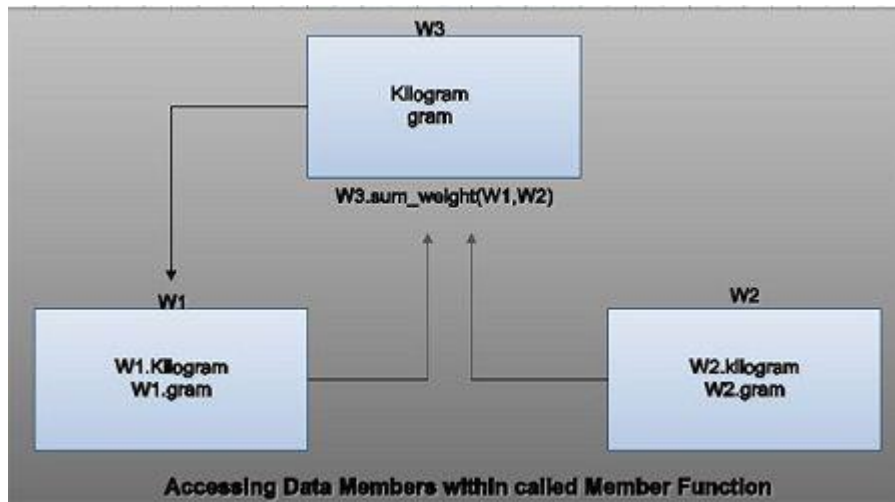 W3
Kilogram
gram
W3.sum_weight(W1,W2)
W1
W1.Kilogram
W1.gram
W2
W2.kilogram
W2.gram
Accessing Data Members within called Member Function